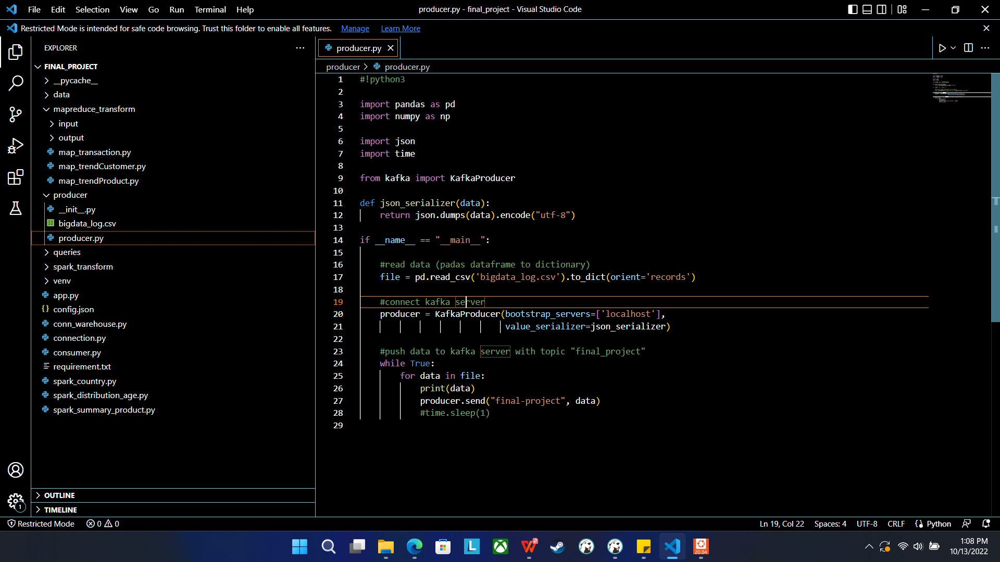 File Edit Selection View Go Run Terminal Help
producer.py - final_project - Visual Studio Code
Restricted Mode is intended for safe code browsing. Trust this folder to enable all features. Manage Learn More
EXPLORER
FINAL_PROJECT
__pycache__
data
mapreduce_transform
input
output
map_transaction.py
map_trendCustomer.py
map_trendProduct.py
producer
__init__.py
bigdata_log.csv
producer.py
queries
spark_transform
venv
app.py
config.json
conn_warehouse.py
connection.py
consumer.py
requirement.txt
spark_country.py
spark_distribution_age.py
spark_summary_product.py
OUTLINE
TIMELINE
producer.py
producer > producer.py
1 #!python3
2
3 import pandas as pd
4 import numpy as np
5
6 import json
7 import time
8
9 from kafka import KafkaProducer
10
11 def json_serializer(data):
12 return json.dumps(data).encode("utf-8")
13
14 if __name__ == "__main__":
15
16 #read data (padas dataframe to dictionary)
17 file = pd.read_csv('bigdata_log.csv').to_dict(orient='records')
18
19 #connect kafka server
20 producer = KafkaProducer(bootstrap_servers=['localhost'],
21 value_serializer=json_serializer)
22
23 #push data to kafka server with topic "final_project"
24 while True:
25 for data in file:
26 print(data)
27 producer.send("final-project", data)
28 #time.sleep(1)
29
1
Restricted Mode 0 0
Ln 19, Col 22 Spaces: 4 UTF-8 CRLF Python
L
2
20.04
1:08 PM
10/13/2022